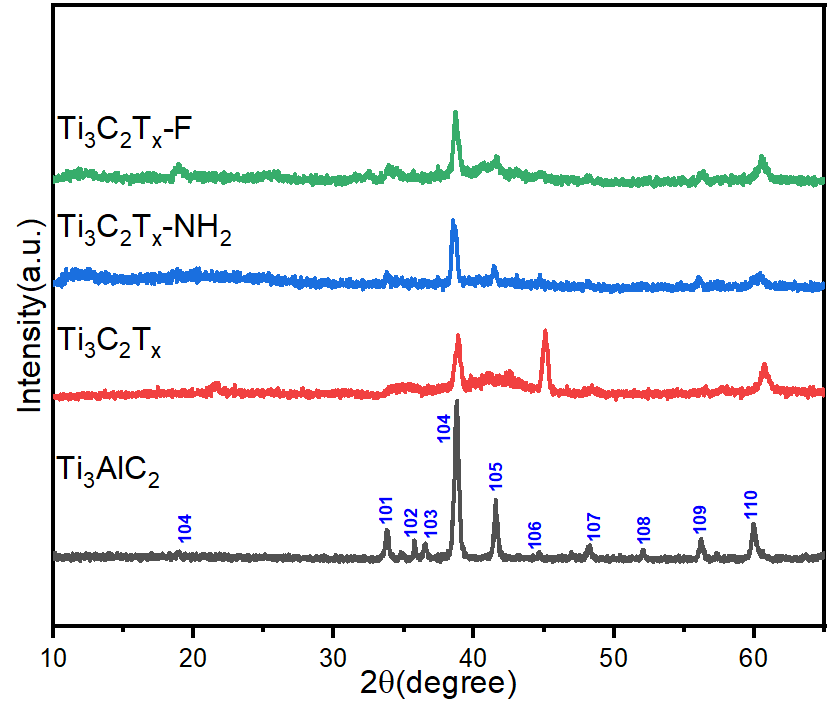 Ti₃C₂Tₓ-F
Ti₃C₂Tₓ-NH₂
Ti₃C₂Tₓ
Ti₃AlC₂
104
101
102
103
104
105
106
107
108
109
110
Intensity(a.u.)
10 20 30 40 50 60
2θ(degree)